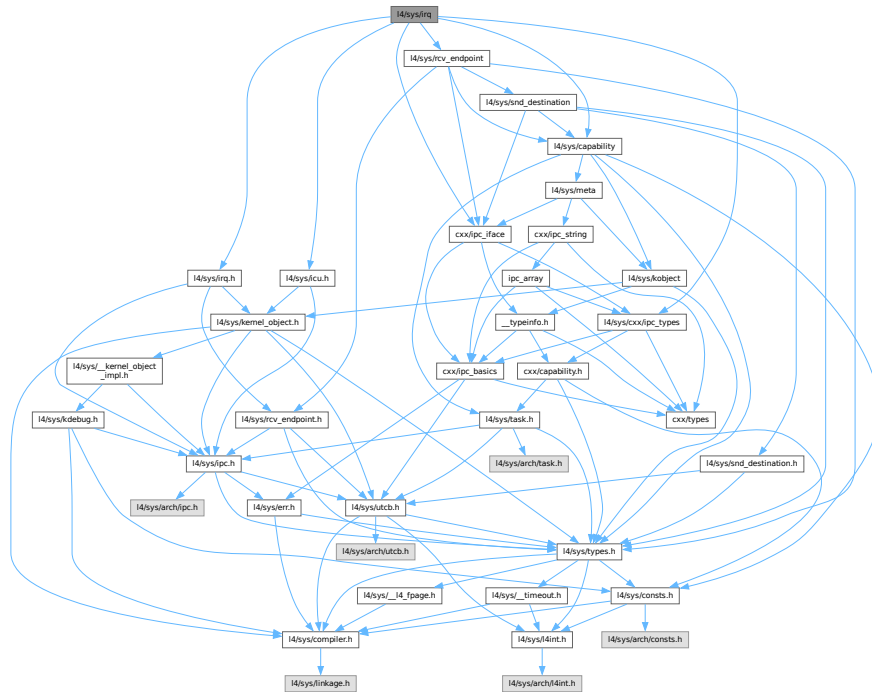 l4/sys/irq
l4/sys/rcv_endpoint
l4/sys/snd_destination
l4/sys/capability
l4/sys/meta
cxx/ipc_iface
cxx/ipc_string
l4/sys/irq.h
l4/sys/icu.h
ipc_array
l4/sys/kobject
l4/sys/kernel_object.h
__typeinfo.h
l4/sys/cxx/ipc_types
l4/sys/__kernel_object
_impl.h
cxx/ipc_basics
cxx/capability.h
l4/sys/kdebug.h
l4/sys/rcv_endpoint.h
l4/sys/task.h
cxx/types
l4/sys/ipc.h
l4/sys/arch/task.h
l4/sys/snd_destination.h
l4/sys/arch/ipc.h
l4/sys/err.h
l4/sys/utcb.h
l4/sys/arch/utcb.h
l4/sys/types.h
l4/sys/__l4_fpage.h
l4/sys/__timeout.h
l4/sys/consts.h
l4/sys/compiler.h
l4/sys/l4int.h
l4/sys/arch/consts.h
l4/sys/linkage.h
l4/sys/arch/l4int.h